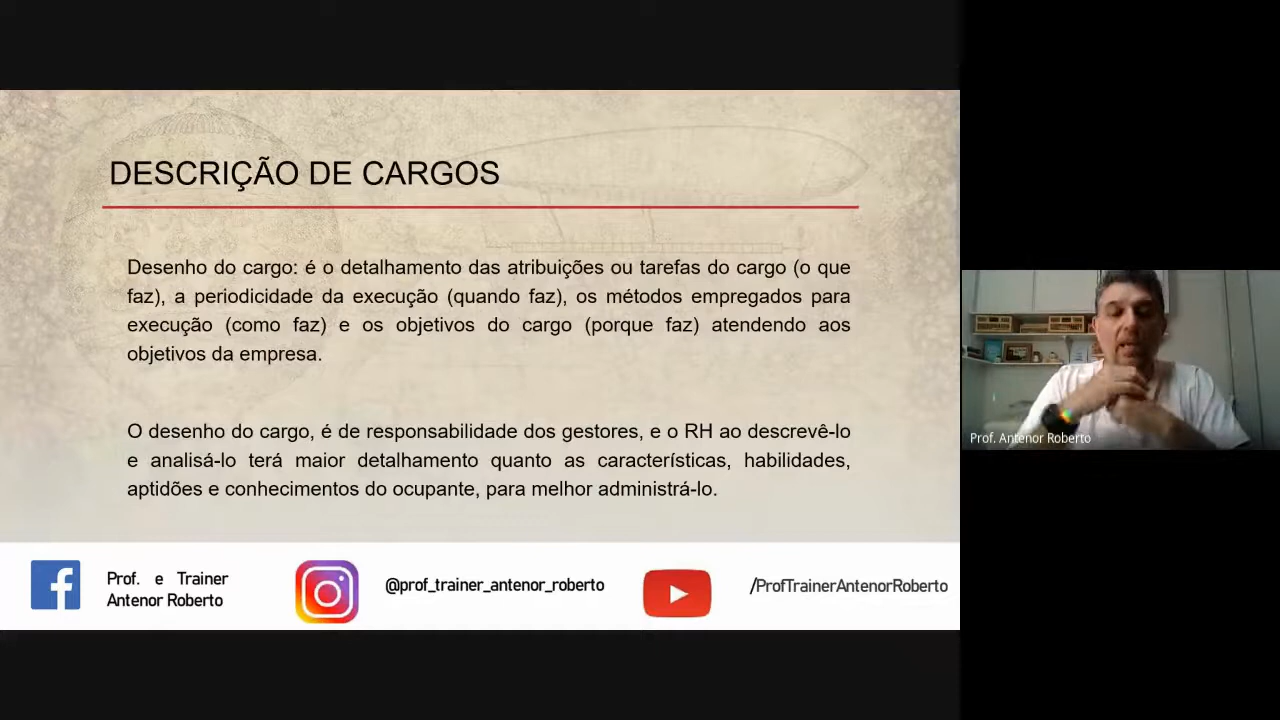 DESCRIÇÃO DE CARGOS
Desenho do cargo: é o detalhamento das atribuições ou tarefas do cargo (o que
faz), a periodicidade da execução (quando faz), os métodos empregados para
execução (como faz) e os objetivos do cargo (porque faz) atendendo aos
objetivos da empresa.
O desenho do cargo, é de responsabilidade dos gestores, e o RH ao descrevê-lo
e analisá-lo terá maior detalhamento quanto as características, habilidades,
aptidões e conhecimentos do ocupante, para melhor administrá-lo.
Prof. e Trainer
Antenor Roberto
@prof_trainer_antenor_roberto
/ProfTrainerAntenorRoberto
Prof. Antenor Roberto